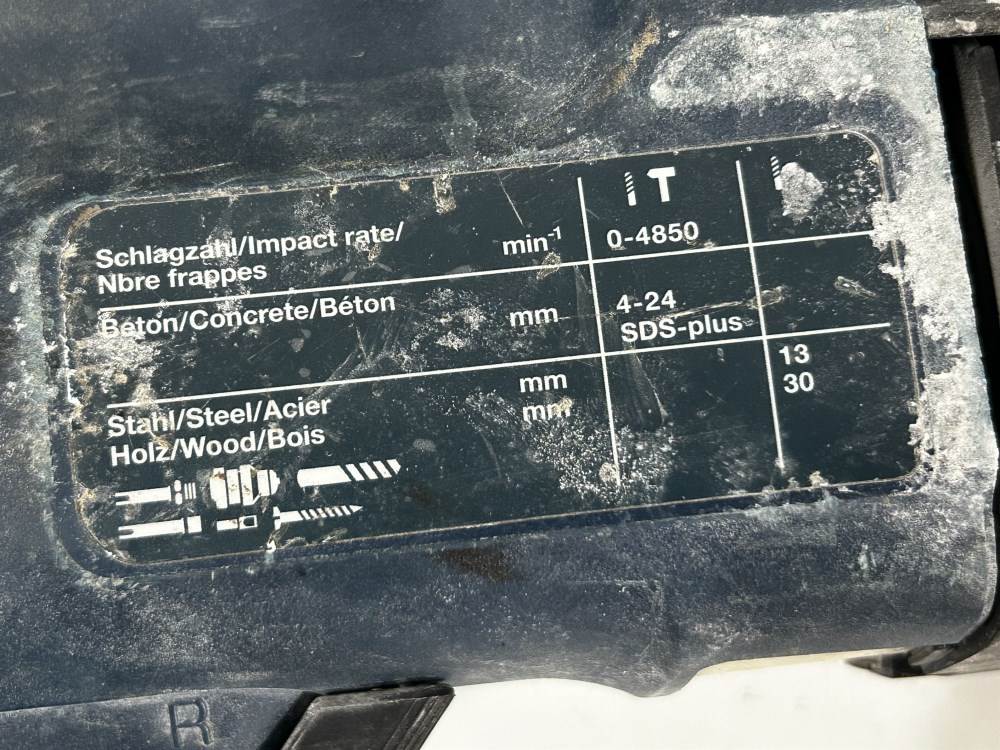 Schlagzahl/Impact rate/
Nbre frappes min⁻¹ 0-4850
Beton/Concrete/Béton mm 4-24
SDS-plus
Stahl/Steel/Acier mm 13
Holz/Wood/Bois mm 30
R